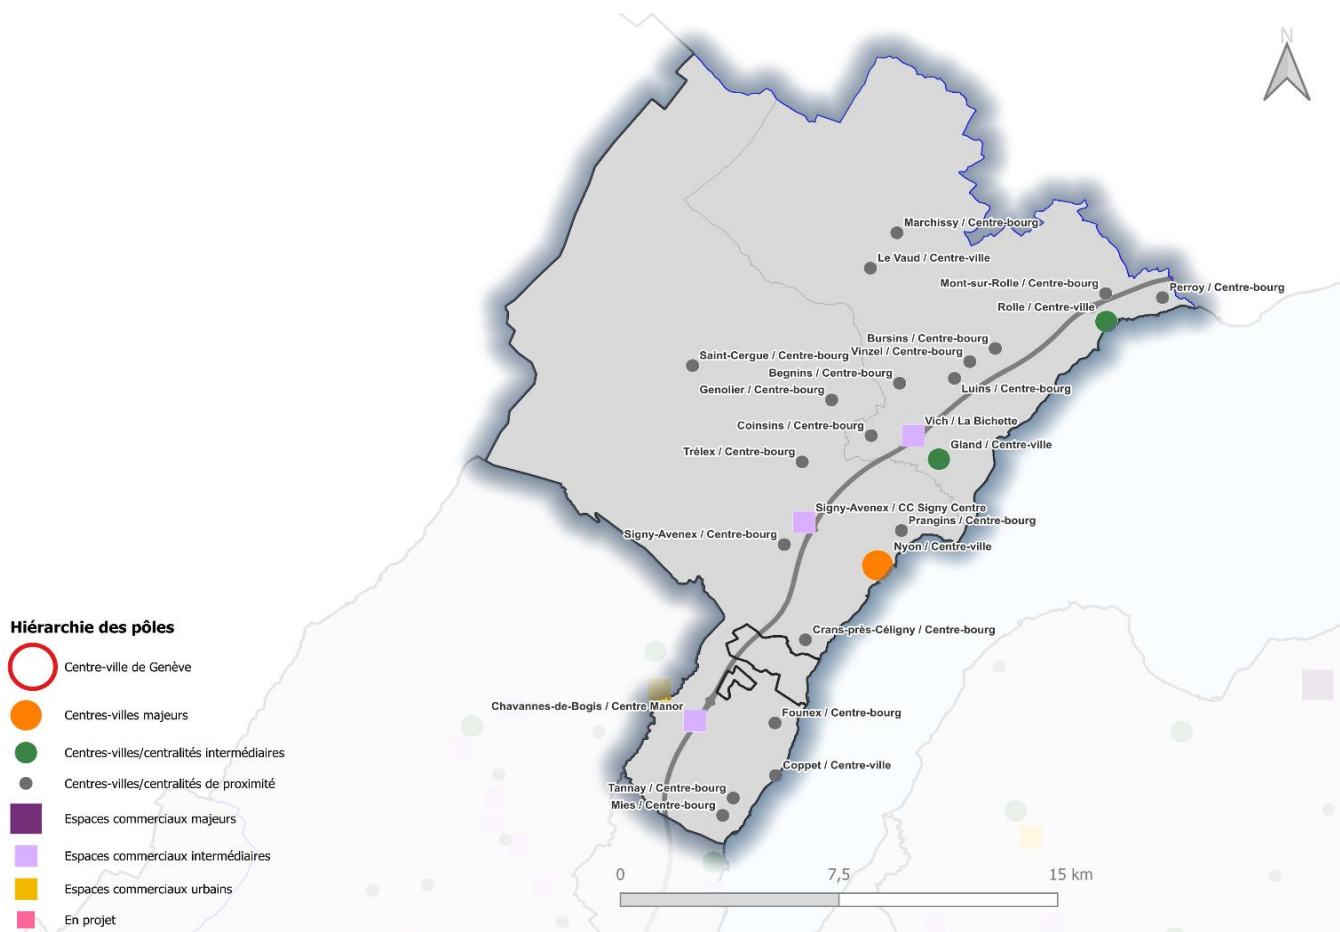 N
Marchissy / Centre-bourg
Le Vaud / Centre-ville
Mont-sur-Rolle / Centre-bourg
Perroy / Centre-bourg
Rolle / Centre-ville
Bursins / Centre-bourg
Vinzel / Centre-bourg
Saint-Cergue / Centre-bourg
Begnins / Centre-bourg
Genolier / Centre-bourg
Luins / Centre-bourg
Vich / La Bichette
Coinsins / Centre-bourg
Gland / Centre-ville
Trélex / Centre-bourg
Signy-Avenex / CC Signy Centre
Prangins / Centre-bourg
Signy-Avenex / Centre-bourg
Nyon / Centre-ville
Crans-près-Céligny / Centre-bourg
Chavannes-de-Bogis / Centre Manor
Founex / Centre-bourg
Coppet / Centre-ville
Tannay / Centre-bourg
Mies / Centre-bourg
Hiérarchie des pôles
Centre-ville de Genève
Centres-villes majeurs
Centres-villes/centralités intermédiaires
Centres-villes/centralités de proximité
Espaces commerciaux majeurs
Espaces commerciaux intermédiaires
Espaces commerciaux urbains
En projet
0 7,5 15 km